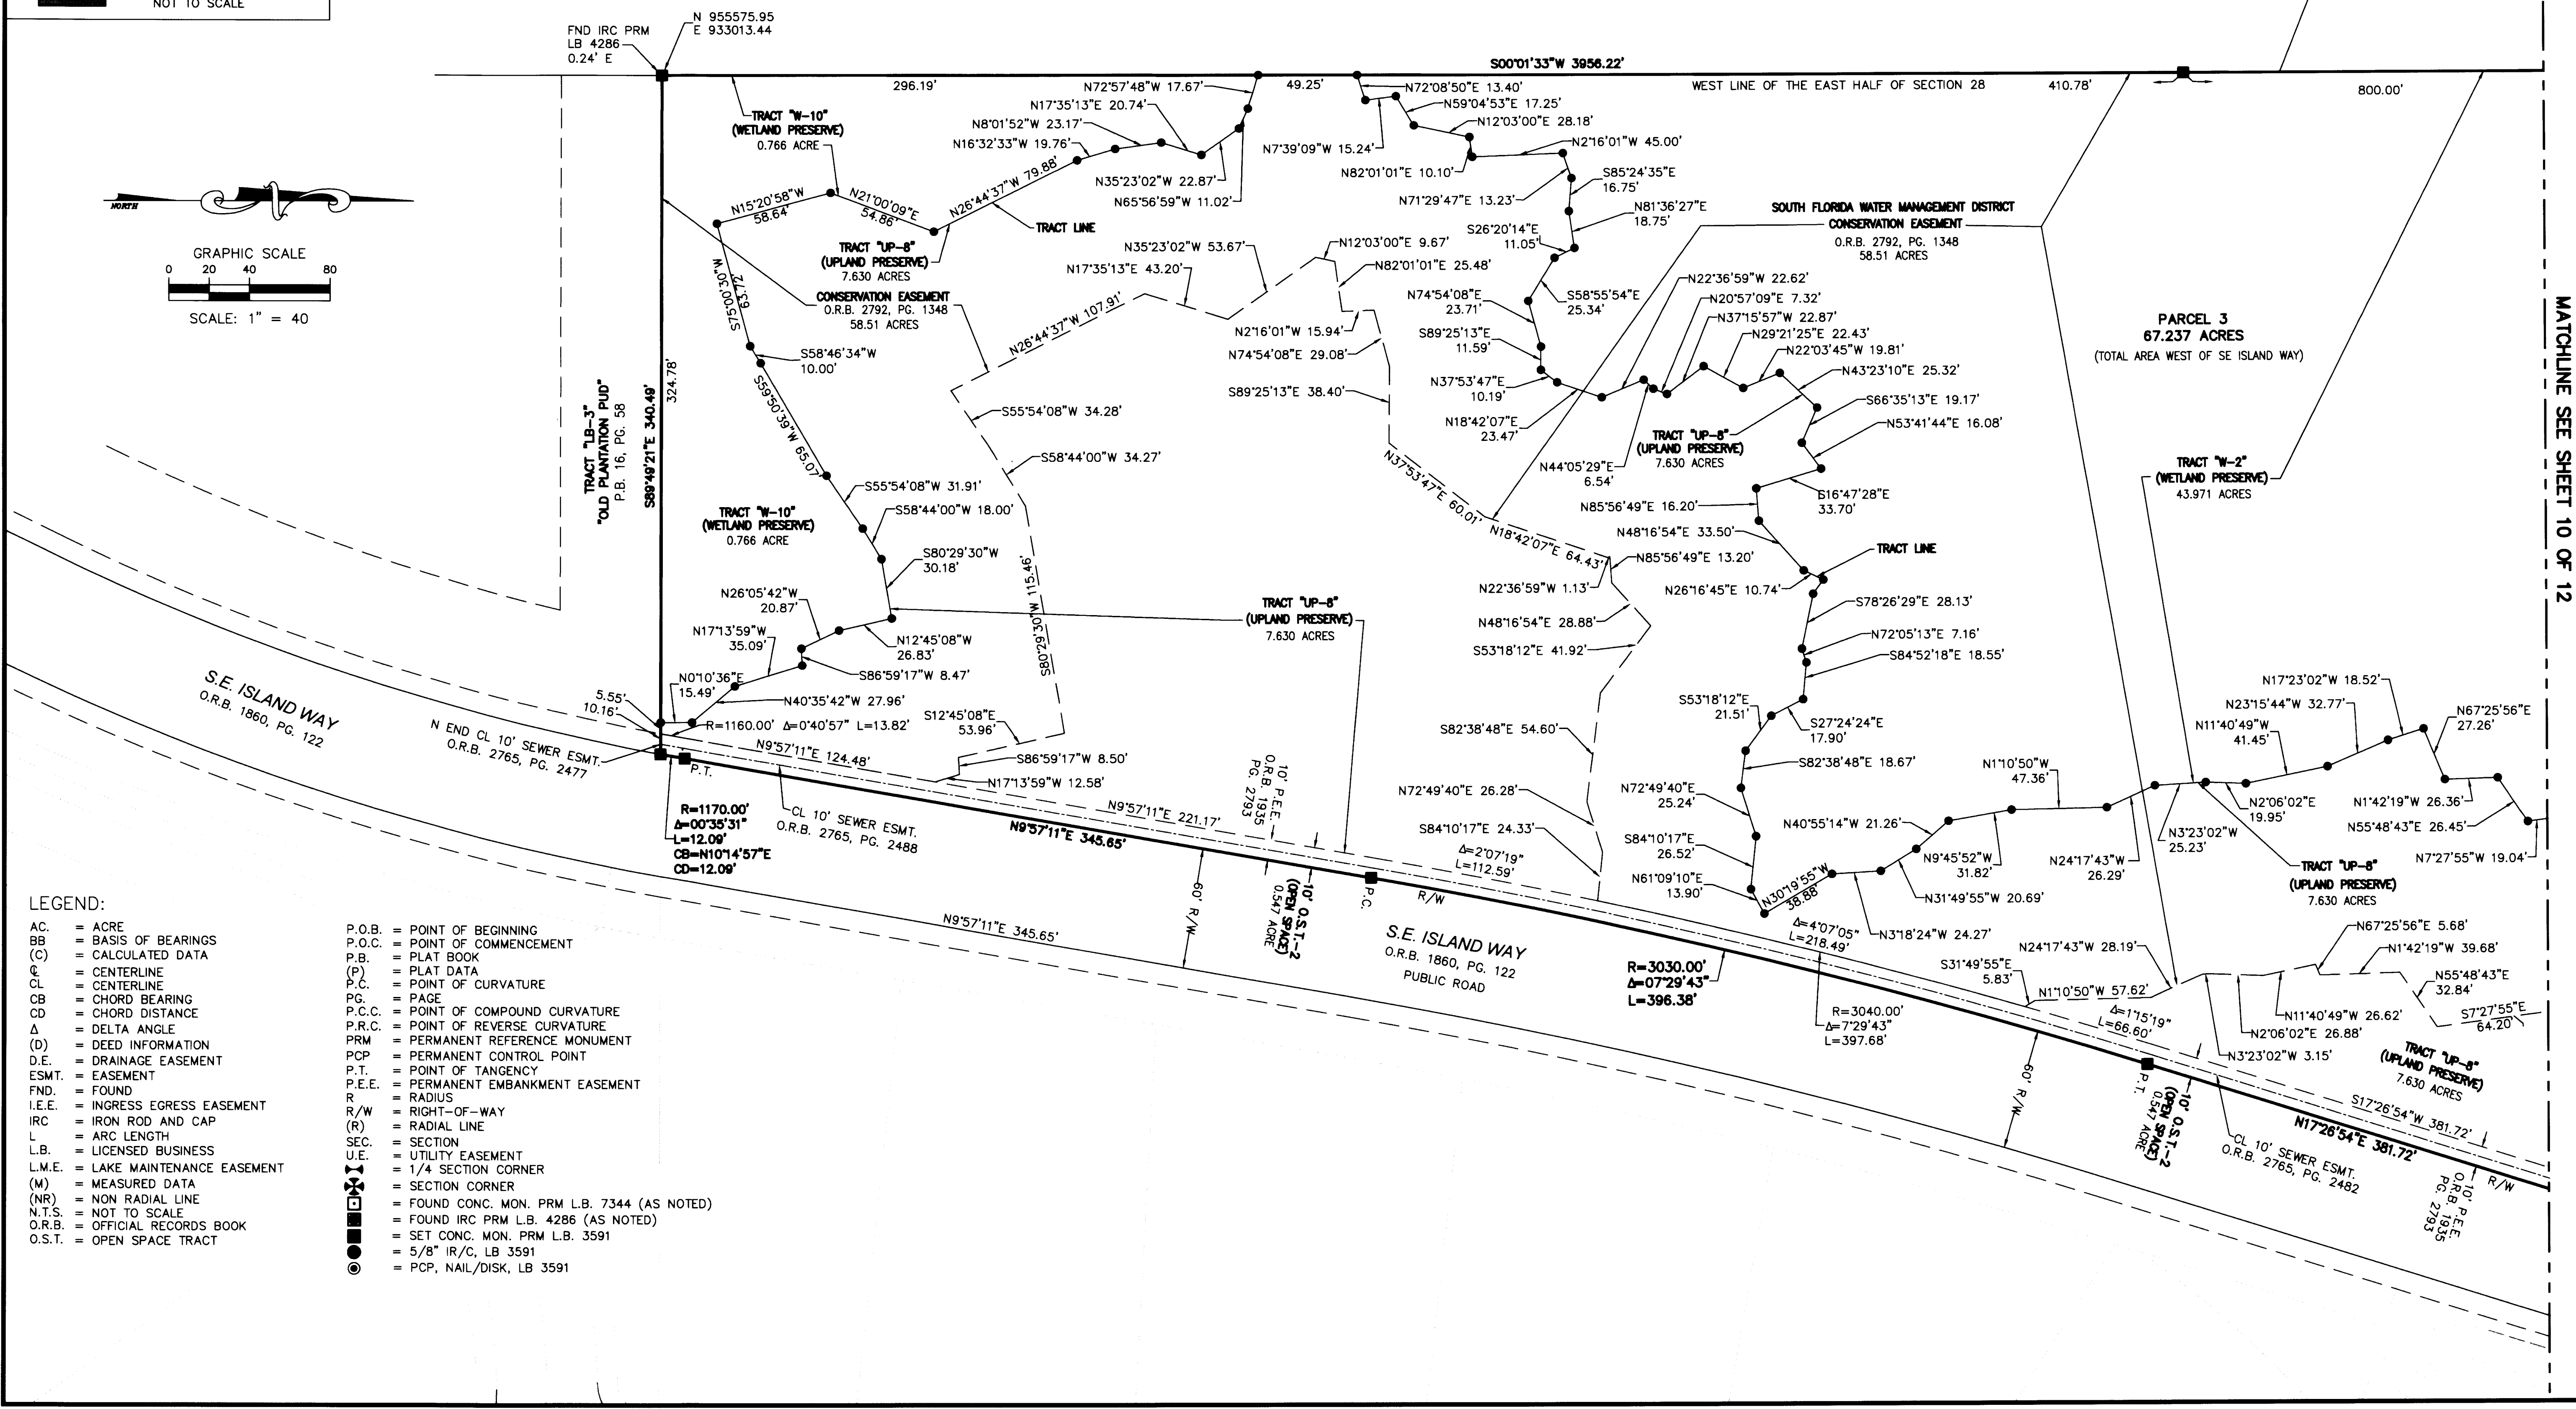 NOT TO SCALE
FND IRC PRM
LB 4286
0.24' E
N 955575.95
E 933013.44
S00°01'33"W 3956.22'
WEST LINE OF THE EAST HALF OF SECTION 28
296.19'
49.25'
410.78'
800.00'
NORTH
GRAPHIC SCALE
0 20 40 80
SCALE: 1" = 40
TRACT "W-10"
(WETLAND PRESERVE)
0.766 ACRE
N72°57'48"W 17.67'
N17°35'13"E 20.74'
N8°01'52"W 23.17'
N16°32'33"W 19.76'
N35°23'02"W 22.87'
N65°56'59"W 11.02'
N26°44'37"W 79.88'
N21°00'09"E
54.86'
N15°20'58"W
58.64'
TRACT LINE
TRACT "UP-8"
(UPLAND PRESERVE)
7.630 ACRES
CONSERVATION EASEMENT
O.R.B. 2792, PG. 1348
58.51 ACRES
S75°00'30"W
63.72'
S58°46'34"W
10.00'
S59°50'39"W 65.07'
S55°54'08"W 31.91'
S58°44'00"W 18.00'
S80°29'30"W
30.18'
N12°45'08"W
26.83'
N26°05'42"W
20.87'
S86°59'17"W 8.47'
N17°13'59"W
35.09'
N40°35'42"W 27.96'
N0°10'36"E
15.49'
R=1160.00' Δ=0°40'57" L=13.82'
5.55'
10.16'
TRACT "W-10"
(WETLAND PRESERVE)
0.766 ACRE
TRACT "LB-3"
"OLD PLANTATION PUD"
P.B. 16, PG. 58
S89°49'21"E 340.49'
324.78'
N35°23'02"W 53.67'
N17°35'13"E 43.20'
N26°44'37"W 107.91'
N12°03'00"E 9.67'
N82°01'01"E 25.48'
N2°16'01"W 15.94'
N74°54'08"E 29.08'
S89°25'13"E 38.40'
N37°53'47"E 60.01'
N18°42'07"E 64.43'
N22°36'59"W 1.13'
N85°56'49"E 13.20'
N48°16'54"E 28.88'
S53°18'12"E 41.92'
S82°38'48"E 54.60'
N72°49'40"E 26.28'
S84°10'17"E 24.33'
S55°54'08"W 34.28'
S58°44'00"W 34.27'
S80°29'30"W 115.46'
S12°45'08"E
53.96'
S86°59'17"W 8.50'
N17°13'59"W 12.58'
N72°08'50"E 13.40'
N7°39'09"W 15.24'
N59°04'53"E 17.25'
N12°03'00"E 28.18'
N82°01'01"E 10.10'
N2°16'01"W 45.00'
N71°29'47"E 13.23'
S85°24'35"E
16.75'
N81°36'27"E
18.75'
S26°20'14"E
11.05'
S58°55'54"E
25.34'
N74°54'08"E
23.71'
S89°25'13"E
11.59'
N37°53'47"E
10.19'
N18°42'07"E
23.47'
N22°36'59"W 22.62'
N44°05'29"E
6.54'
N20°57'09"E 7.32'
N37°15'57"W 22.87'
N29°21'25"E 22.43'
N22°03'45"W 19.81'
N43°23'10"E 25.32'
S66°35'13"E 19.17'
N53°41'44"E 16.08'
S16°47'28"E
33.70'
N85°56'49"E 16.20'
N48°16'54"E 33.50'
N26°16'45"E 10.74'
TRACT LINE
S78°26'29"E 28.13'
N72°05'13"E 7.16'
S84°52'18"E 18.55'
S27°24'24"E
17.90'
S53°18'12"E
21.51'
S82°38'48"E 18.67'
N72°49'40"E
25.24'
S84°10'17"E
26.52'
N61°09'10"E
13.90'
N30°19'55"W
38.88'
N3°18'24"W 24.27'
N31°49'55"W 20.69'
N40°55'14"W 21.26'
N9°45'52"W
31.82'
N1°10'50"W
47.36'
N24°17'43"W
26.29'
N3°23'02"W
25.23'
N2°06'02"E
19.95'
N11°40'49"W
41.45'
N23°15'44"W 32.77'
N17°23'02"W 18.52'
N67°25'56"E
27.26'
N1°42'19"W 26.36'
N55°48'43"E 26.45'
N7°27'55"W 19.04'
SOUTH FLORIDA WATER MANAGEMENT DISTRICT
CONSERVATION EASEMENT
O.R.B. 2792, PG. 1348
58.51 ACRES
TRACT "UP-8"
(UPLAND PRESERVE)
7.630 ACRES
PARCEL 3
67.237 ACRES
(TOTAL AREA WEST OF SE ISLAND WAY)
TRACT "W-2"
(WETLAND PRESERVE)
43.971 ACRES
TRACT "UP-8"
(UPLAND PRESERVE)
7.630 ACRES
TRACT "UP-8"
(UPLAND PRESERVE)
7.630 ACRES
MATCHLINE SEE SHEET 10 OF 12
S31°49'55"E
5.83'
N1°10'50"W 57.62'
N24°17'43"W 28.19'
N3°23'02"W 3.15'
N2°06'02"E 26.88'
N11°40'49"W 26.62'
N67°25'56"E 5.68'
N1°42'19"W 39.68'
N55°48'43"E
32.84'
S7°27'55"E
64.20'
TRACT "UP-8"
(UPLAND PRESERVE)
7.630 ACRES
S.E. ISLAND WAY
O.R.B. 1860, PG. 122
N END CL 10' SEWER ESMT.
O.R.B. 2765, PG. 2477
P.T.
R=1170.00'
Δ=00°35'31"
L=12.09'
CB=N10°14'57"E
CD=12.09'
CL 10' SEWER ESMT.
O.R.B. 2765, PG. 2488
N9°57'11"E 124.48'
N9°57'11"E 221.17'
N9°57'11"E 345.65'
N9°57'11"E 345.65'
10' P.E.E.
O.R.B. 1935
PG. 2793
60' R/W
10' O.S.T.-2
(OPEN SPACE)
0.547 ACRE
P.C.
R/W
Δ=2°07'19"
L=112.59'
S.E. ISLAND WAY
O.R.B. 1860, PG. 122
PUBLIC ROAD
R=3030.00'
Δ=07°29'43"
L=396.38'
Δ=4°07'05"
L=218.49'
R=3040.00'
Δ=7°29'43"
L=397.68'
Δ=1°15'19"
L=66.60'
60' R/W
P.T.
10' O.S.T.-2
(OPEN SPACE)
0.547 ACRE
CL 10' SEWER ESMT.
O.R.B. 2765, PG. 2482
S17°26'54"W 381.72'
N17°26'54"E 381.72'
10' P.E.E.
O.R.B. 1935
PG. 2793
R/W
LEGEND:
AC. = ACRE
BB = BASIS OF BEARINGS
(C) = CALCULATED DATA
℄ = CENTERLINE
CL = CENTERLINE
CB = CHORD BEARING
CD = CHORD DISTANCE
Δ = DELTA ANGLE
(D) = DEED INFORMATION
D.E. = DRAINAGE EASEMENT
ESMT. = EASEMENT
FND. = FOUND
I.E.E. = INGRESS EGRESS EASEMENT
IRC = IRON ROD AND CAP
L = ARC LENGTH
L.B. = LICENSED BUSINESS
L.M.E. = LAKE MAINTENANCE EASEMENT
(M) = MEASURED DATA
(NR) = NON RADIAL LINE
N.T.S. = NOT TO SCALE
O.R.B. = OFFICIAL RECORDS BOOK
O.S.T. = OPEN SPACE TRACT
P.O.B. = POINT OF BEGINNING
P.O.C. = POINT OF COMMENCEMENT
P.B. = PLAT BOOK
(P) = PLAT DATA
P.C. = POINT OF CURVATURE
PG. = PAGE
P.C.C. = POINT OF COMPOUND CURVATURE
P.R.C. = POINT OF REVERSE CURVATURE
PRM = PERMANENT REFERENCE MONUMENT
PCP = PERMANENT CONTROL POINT
P.T. = POINT OF TANGENCY
P.E.E. = PERMANENT EMBANKMENT EASEMENT
R = RADIUS
R/W = RIGHT-OF-WAY
(R) = RADIAL LINE
SEC. = SECTION
U.E. = UTILITY EASEMENT
= 1/4 SECTION CORNER
= SECTION CORNER
= FOUND CONC. MON. PRM L.B. 7344 (AS NOTED)
= FOUND IRC PRM L.B. 4286 (AS NOTED)
= SET CONC. MON. PRM L.B. 3591
= 5/8" IR/C, LB 3591
= PCP, NAIL/DISK, LB 3591